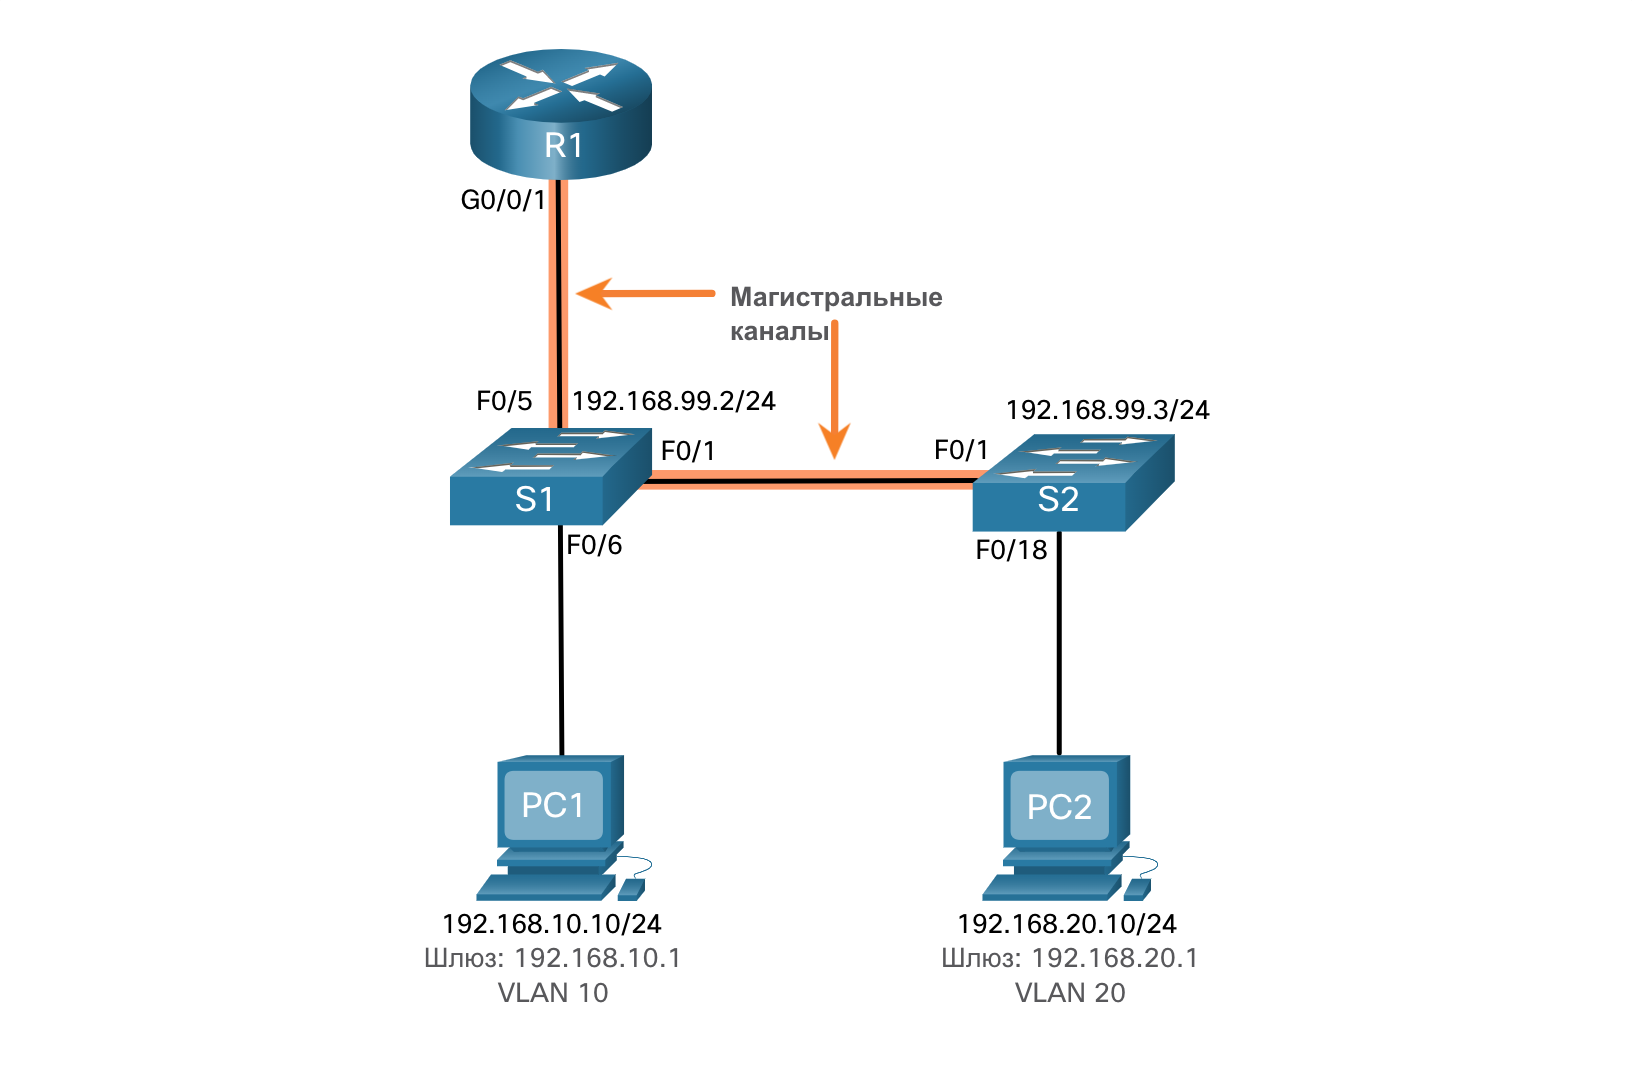 R1
G0/0/1
Магистральные
каналы
F0/5
192.168.99.2/24
192.168.99.3/24
F0/1
F0/1
S1
S2
F0/6
F0/18
PC1
PC2
192.168.10.10/24
Шлюз: 192.168.10.1
VLAN 10
192.168.20.10/24
Шлюз: 192.168.20.1
VLAN 20